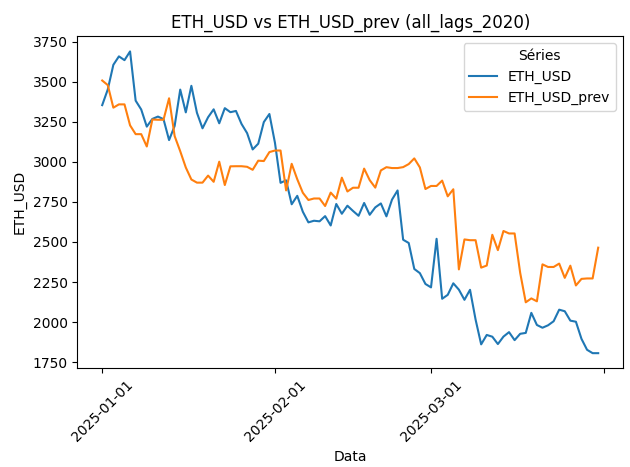 ETH_USD vs ETH_USD_prev (all_lags_2020)
Séries
ETH_USD
ETH_USD_prev
ETH_USD
3750
3500
3250
3000
2750
2500
2250
2000
1750
2025-01-01
2025-02-01
2025-03-01
Data